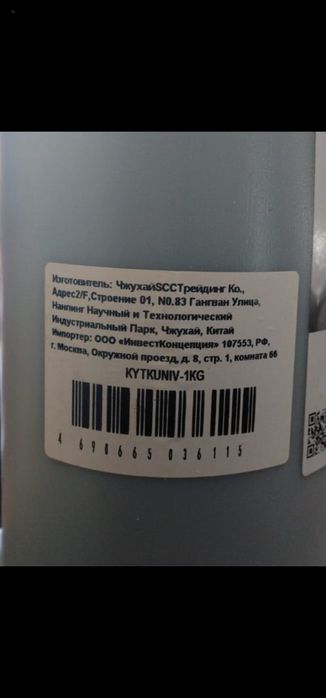 Изготовитель: ЧжухайSCCТрейдинг Ко.,
Адрес2/F,Строение 01, N0.83 Гангван Улица,
Нанпинг Научный и Технологический
Индустриальный Парк, Чжухай, Китай
Импортер: ООО «ИнвестКонцепция» 107553, РФ,
г. Москва, Окружной проезд, д. 8, стр. 1, комната 66
KYTKUNIV-1KG
4 690665 036115